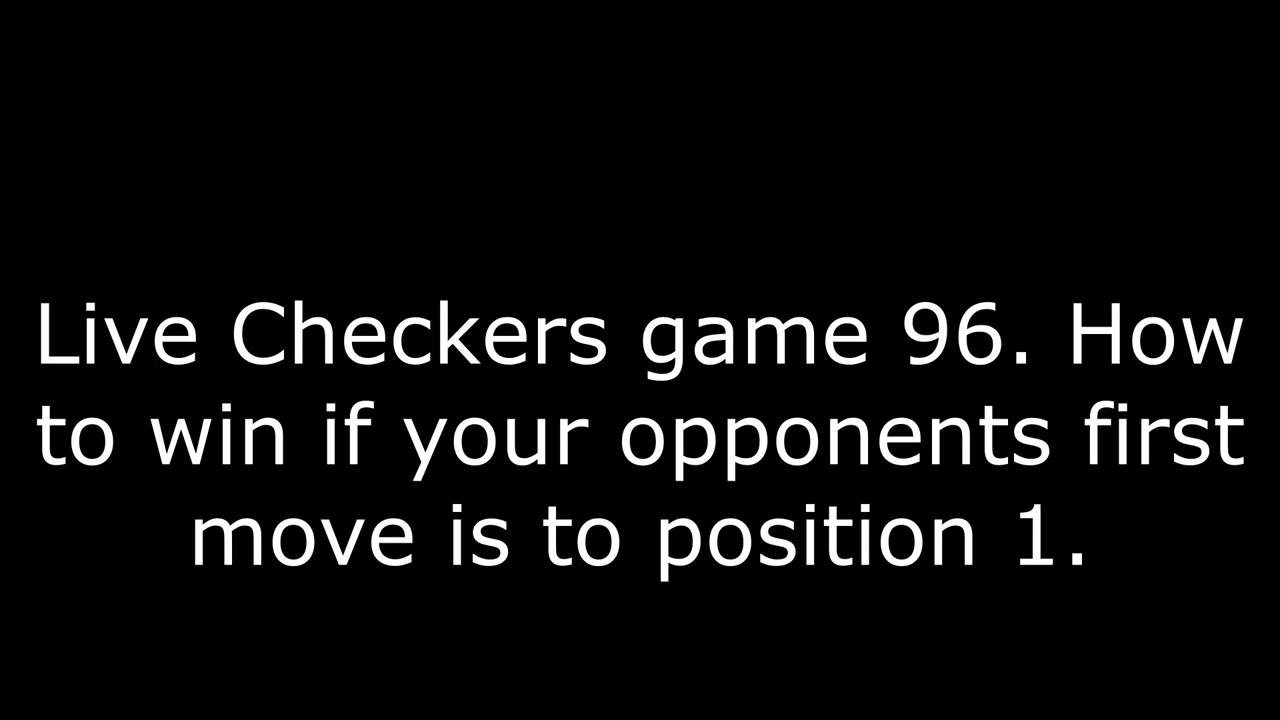 Live Checkers game 96. How
to win if your opponents first
move is to position 1.